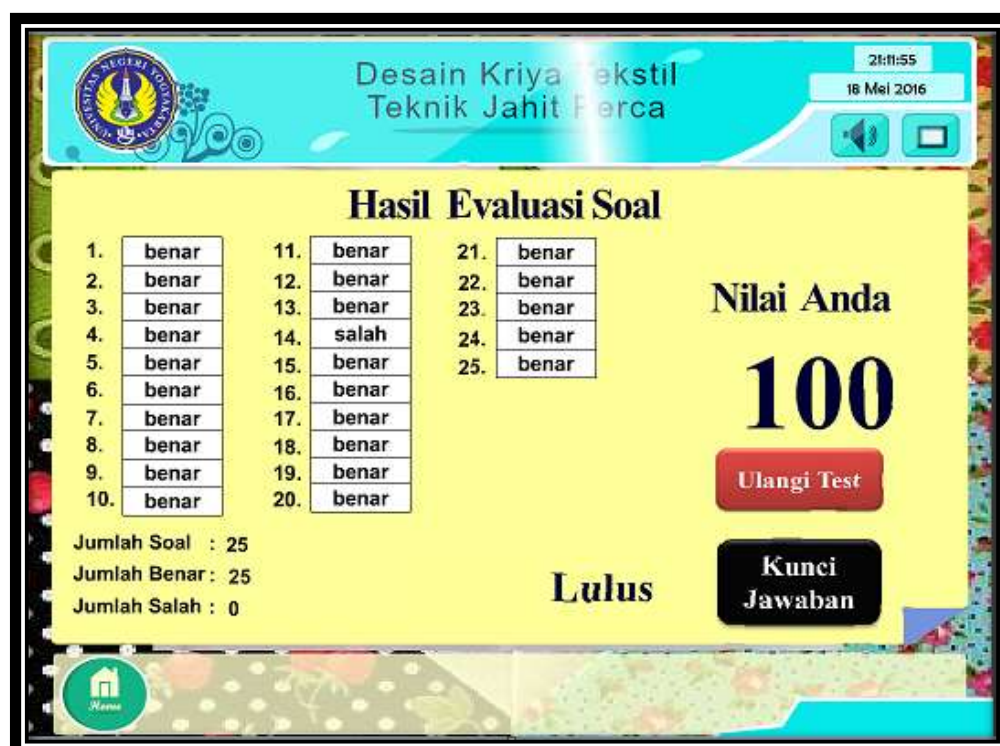 UNIVERSITAS NEGERI YOGYAKARTA
Desain Kriya Tekstil
Teknik Jahit Perca
21:11:55
18 Mei 2016
Hasil Evaluasi Soal
1. benar
2. benar
3. benar
4. benar
5. benar
6. benar
7. benar
8. benar
9. benar
10. benar
11. benar
12. benar
13. benar
14. salah
15. benar
16. benar
17. benar
18. benar
19. benar
20. benar
21. benar
22. benar
23. benar
24. benar
25. benar
Nilai Anda
100
Ulangi Test
Kunci
Jawaban
Jumlah Soal : 25
Jumlah Benar : 25
Jumlah Salah : 0
Lulus
Home